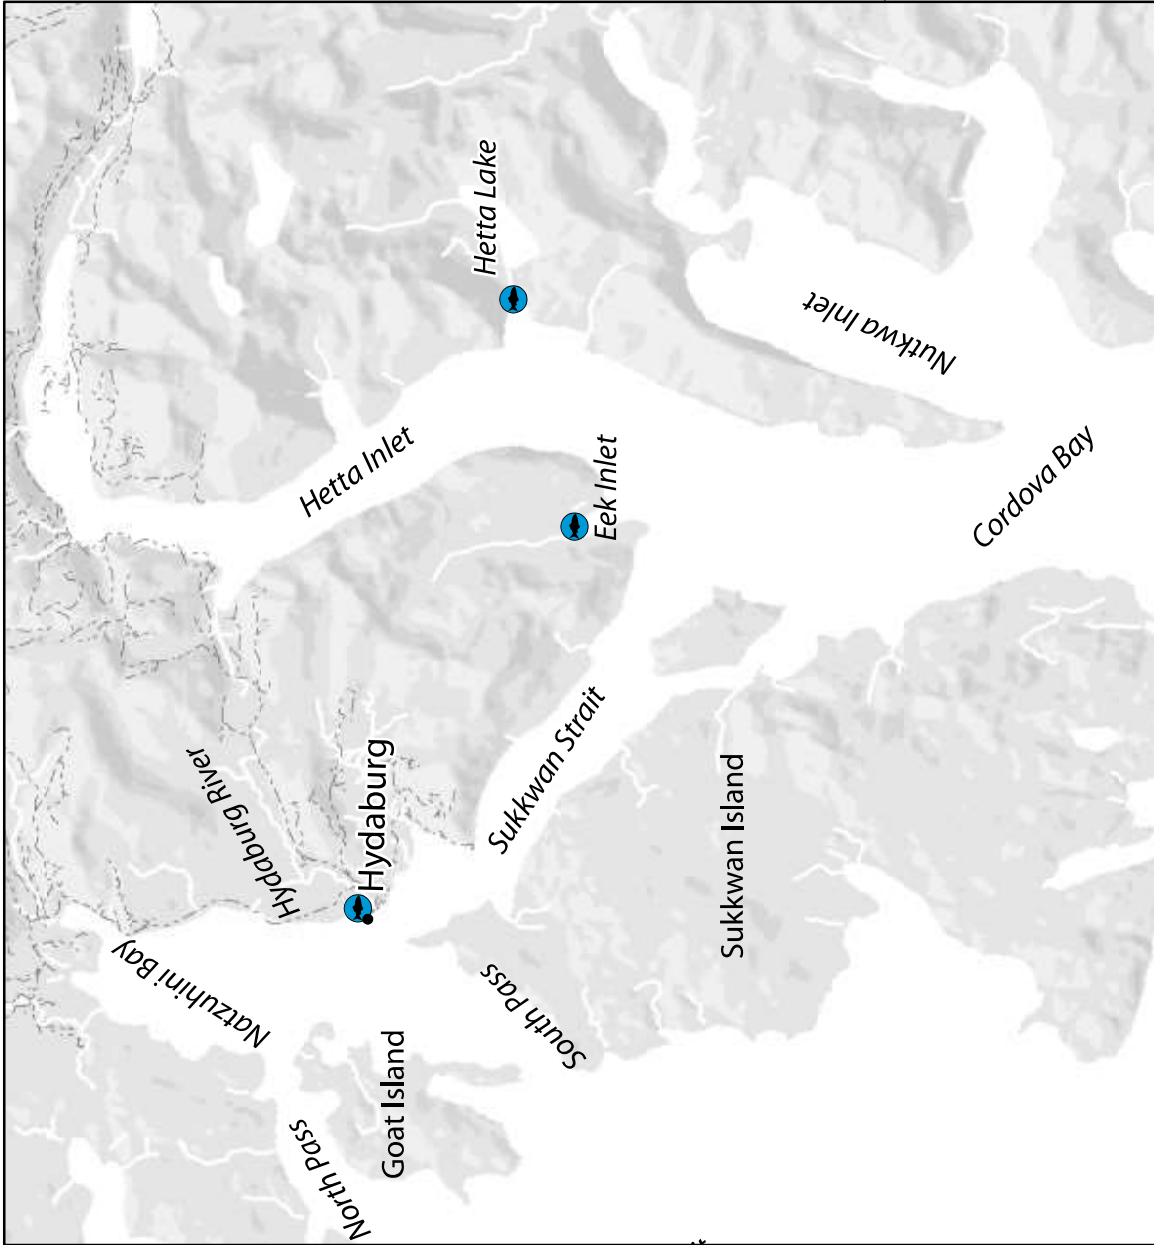 Hetta Lake
Nutkwa Inlet
Hetta Inlet
Eek Inlet
Cordova Bay
Hydaburg River
Hydaburg
Sukkwan Strait
Sukkwan Island
Natzuhini Bay
South Pass
Goat Island
North Pass